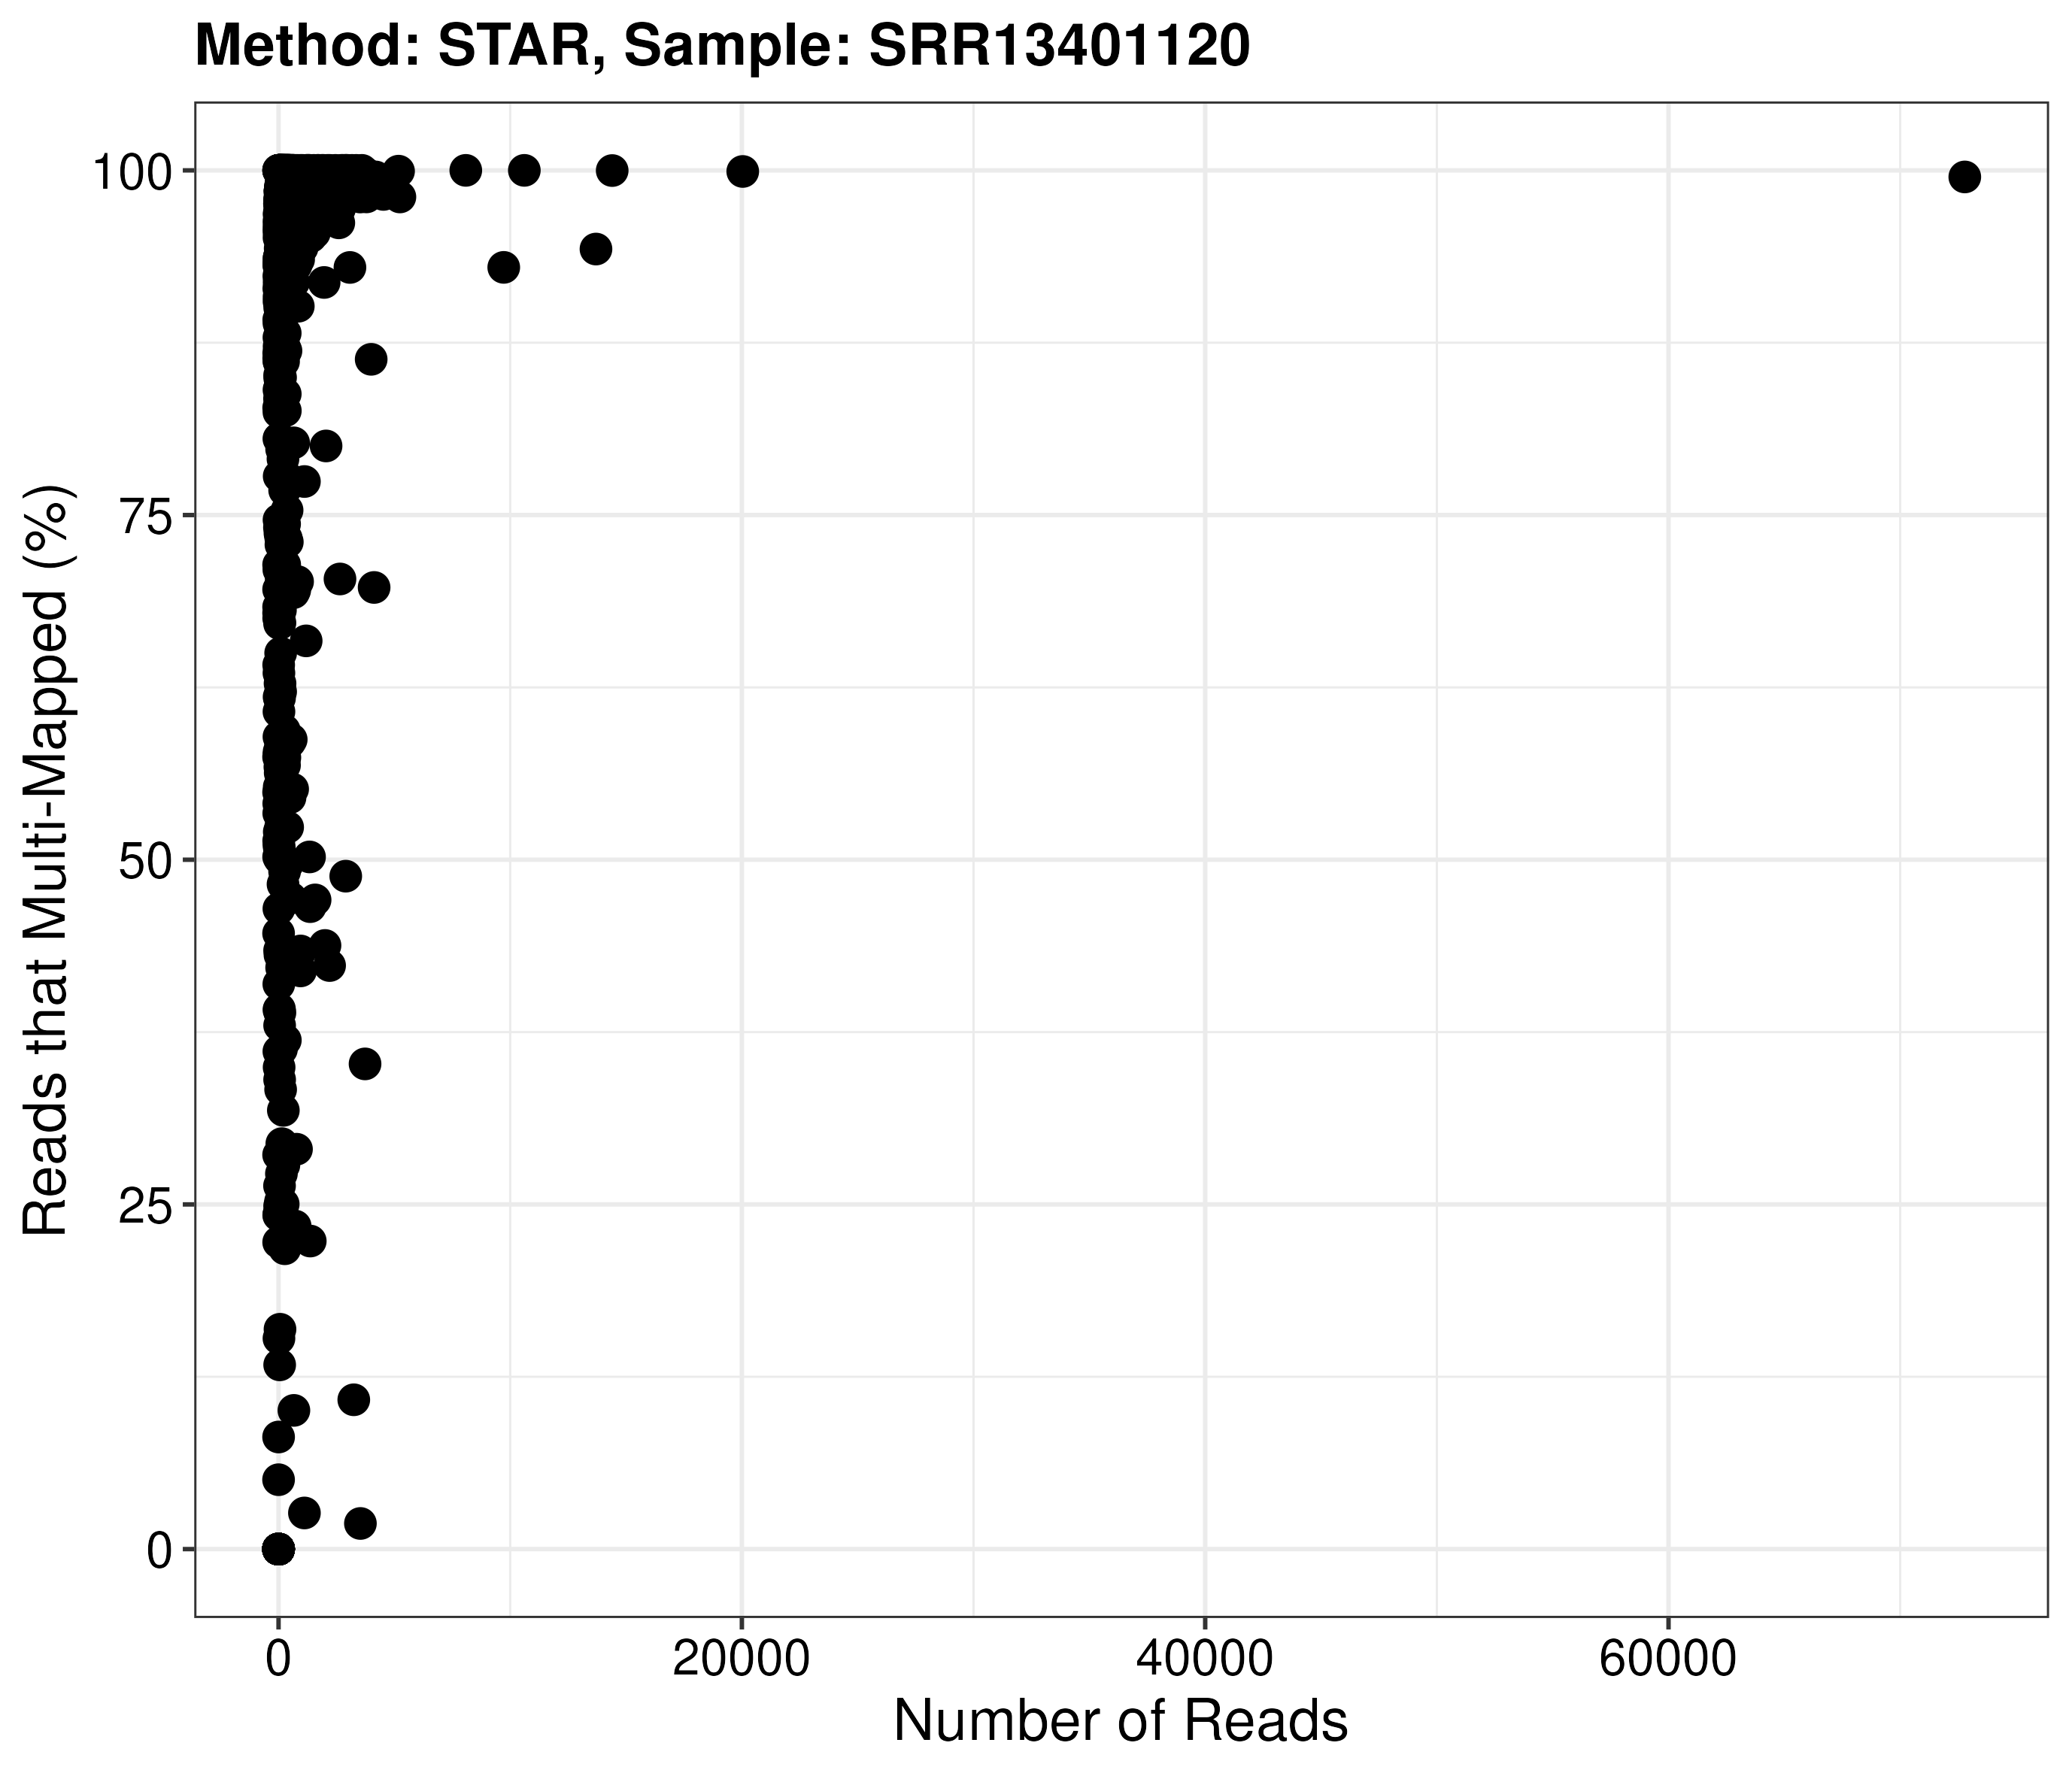 Method: STAR, Sample: SRR13401120
Reads that Multi-Mapped (%)
100
75
50
25
0
0 20000 40000 60000
Number of Reads